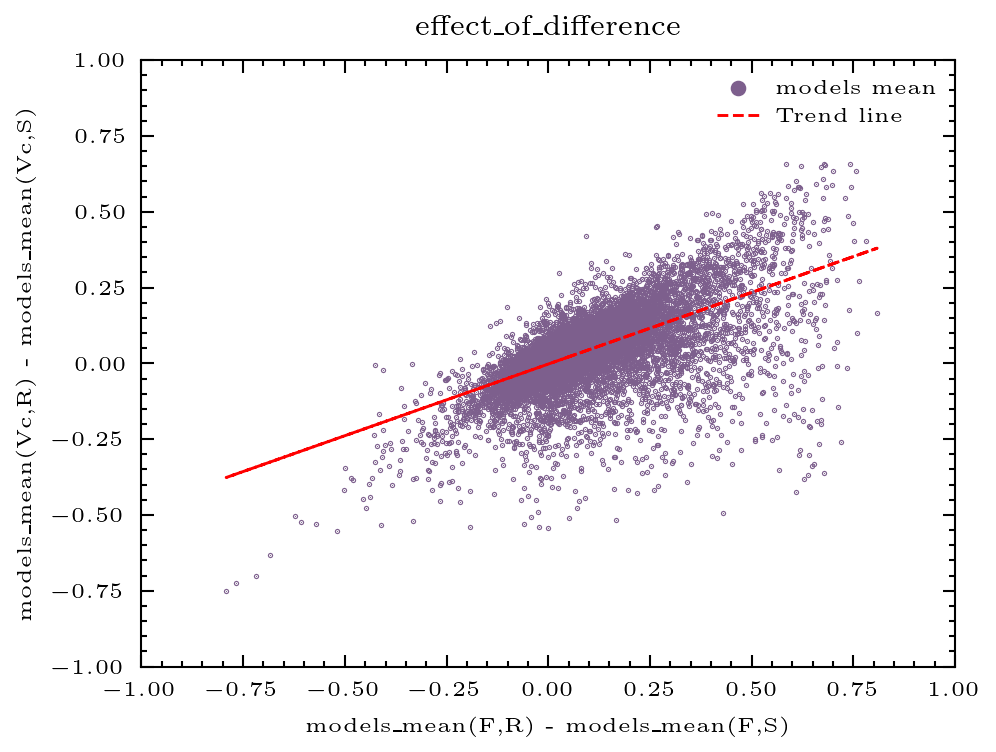 effect_of_difference
models mean
Trend line
1.00
0.75
0.50
0.25
0.00
−0.25
−0.50
−0.75
−1.00
models_mean(Vc,R) - models_mean(Vc,S)
−1.00 −0.75 −0.50 −0.25 0.00 0.25 0.50 0.75 1.00
models_mean(F,R) - models_mean(F,S)